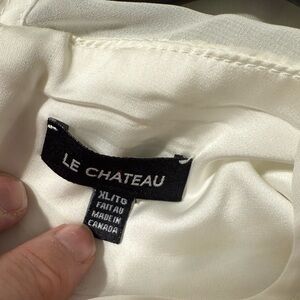 LE CHATEAU
XL/TG
FAIT AU
MADE IN
CANADA